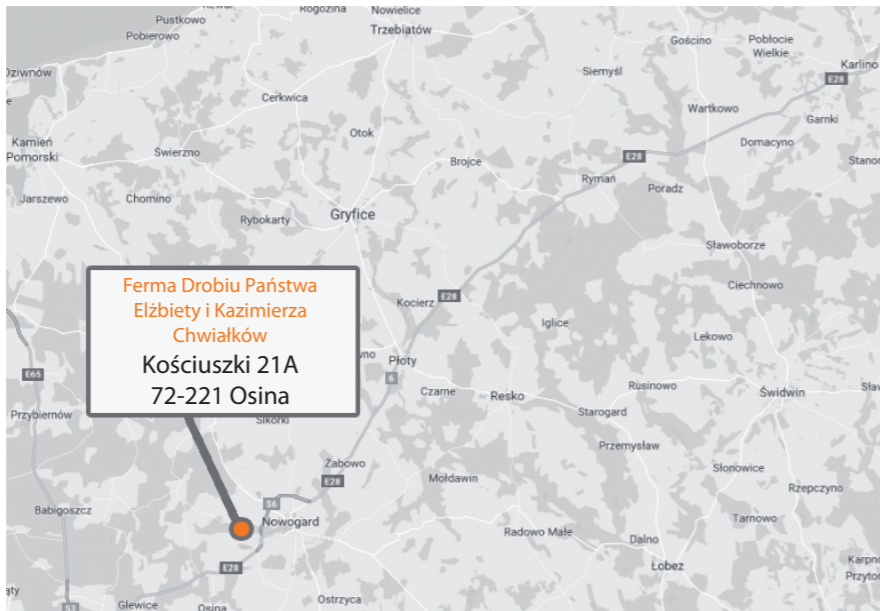 Pustkowo
Pobierowo
Rogozina
Nowielice
Trzebiatów
Gościno
Pobłocie
Wielkie
Karlino
Dziwnów
Siemyśl
E28
Cerkwica
Wartkowo
Garnki
Otok
Domacyno
Kamień
Pomorski
Świerzno
Brojce
E28
Rymań
Poradz
Jarszewo
Chomino
Rybokarty
Gryfice
Sławoborze
Ferma Drobiu Państwa
Elżbiety i Kazimierza
Chwiałków
Kościuszki 21A
72-221 Osina
Ciechnowo
Kocierz
E28
Iglice
Lekowo
Płoty
E65
6
Czarne
Resko
Rusinowo
Świdwin
Starogard
Przybiernów
Sikorki
Przemysław
Żabowo
E28
Mołdawin
Słonowice
Rzepczyno
Babigoszcz
S6
Nowogard
Radowo Małe
Tarnowo
Dalno
E28
Łobez
Glewice
Osina
Ostrzyca
S3